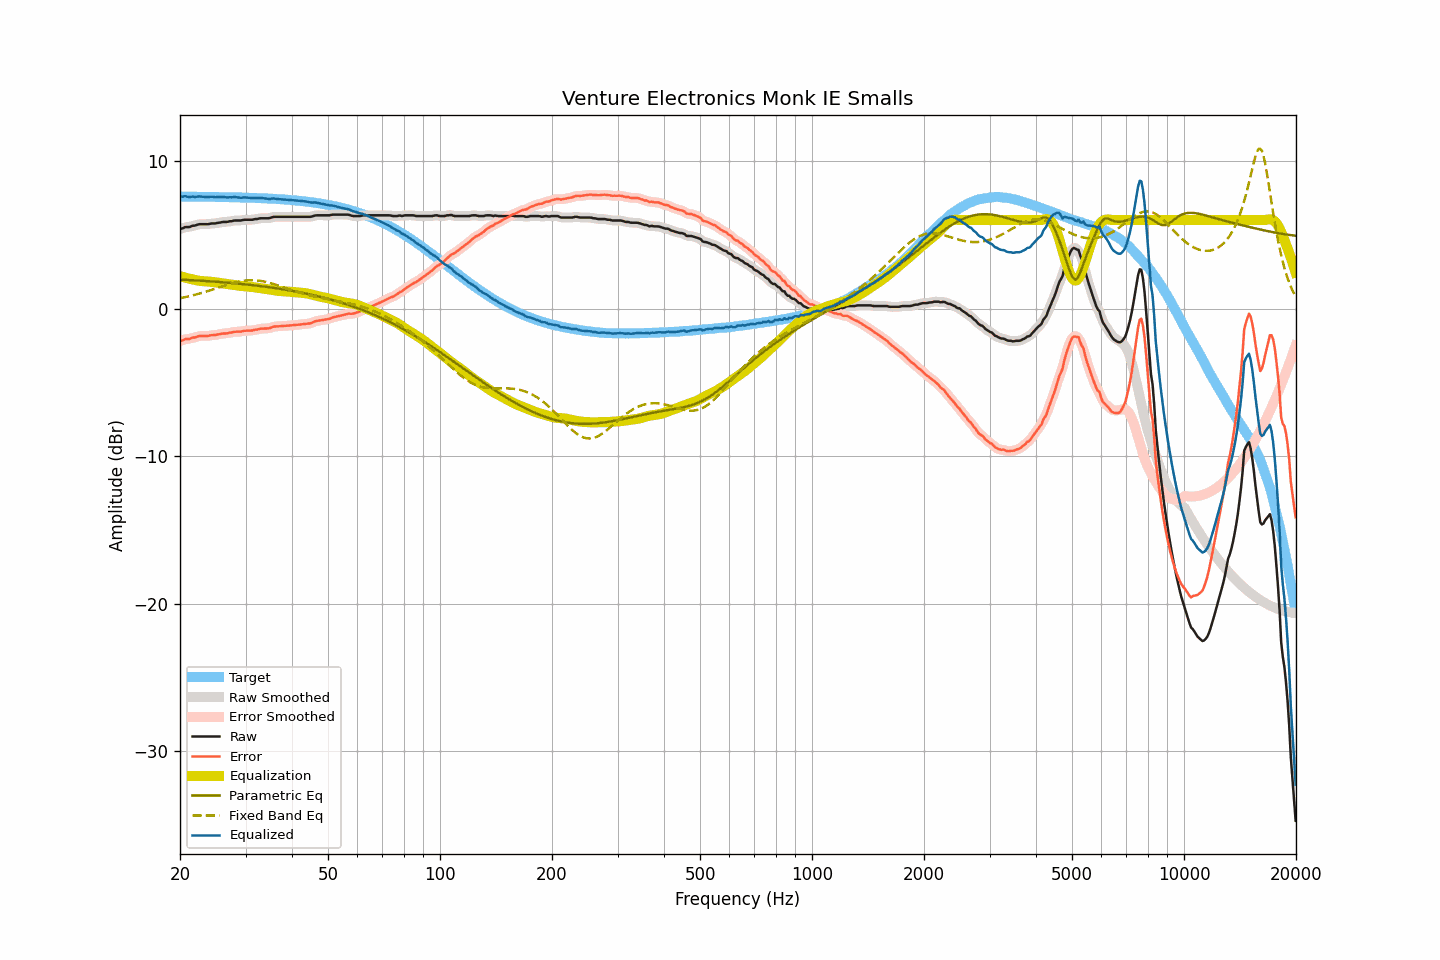 Venture Electronics Monk IE Smalls
Amplitude (dBr)
10
0
−10
−20
−30
Target
Raw Smoothed
Error Smoothed
Raw
Error
Equalization
Parametric Eq
Fixed Band Eq
Equalized
20 50 100 200 500 1000 2000 5000 10000 20000
Frequency (Hz)